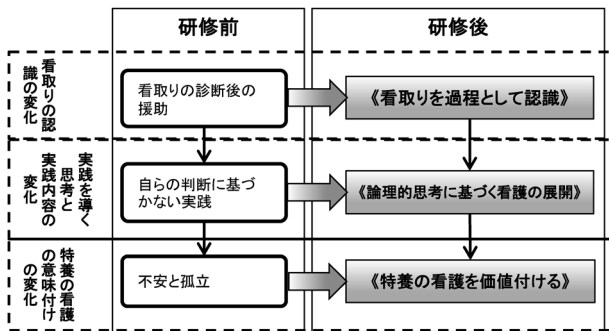 研修前
研修後
看取りの認
識の変化
看取りの診断後の
援助
《看取りを過程として認識》
実践を導く
思考と
実践内容の
変化
自らの判断に基づ
かない実践
《論理的思考に基づく看護の展開》
特養の看護
の意味付け
の変化
不安と孤立
《特養の看護を価値付ける》